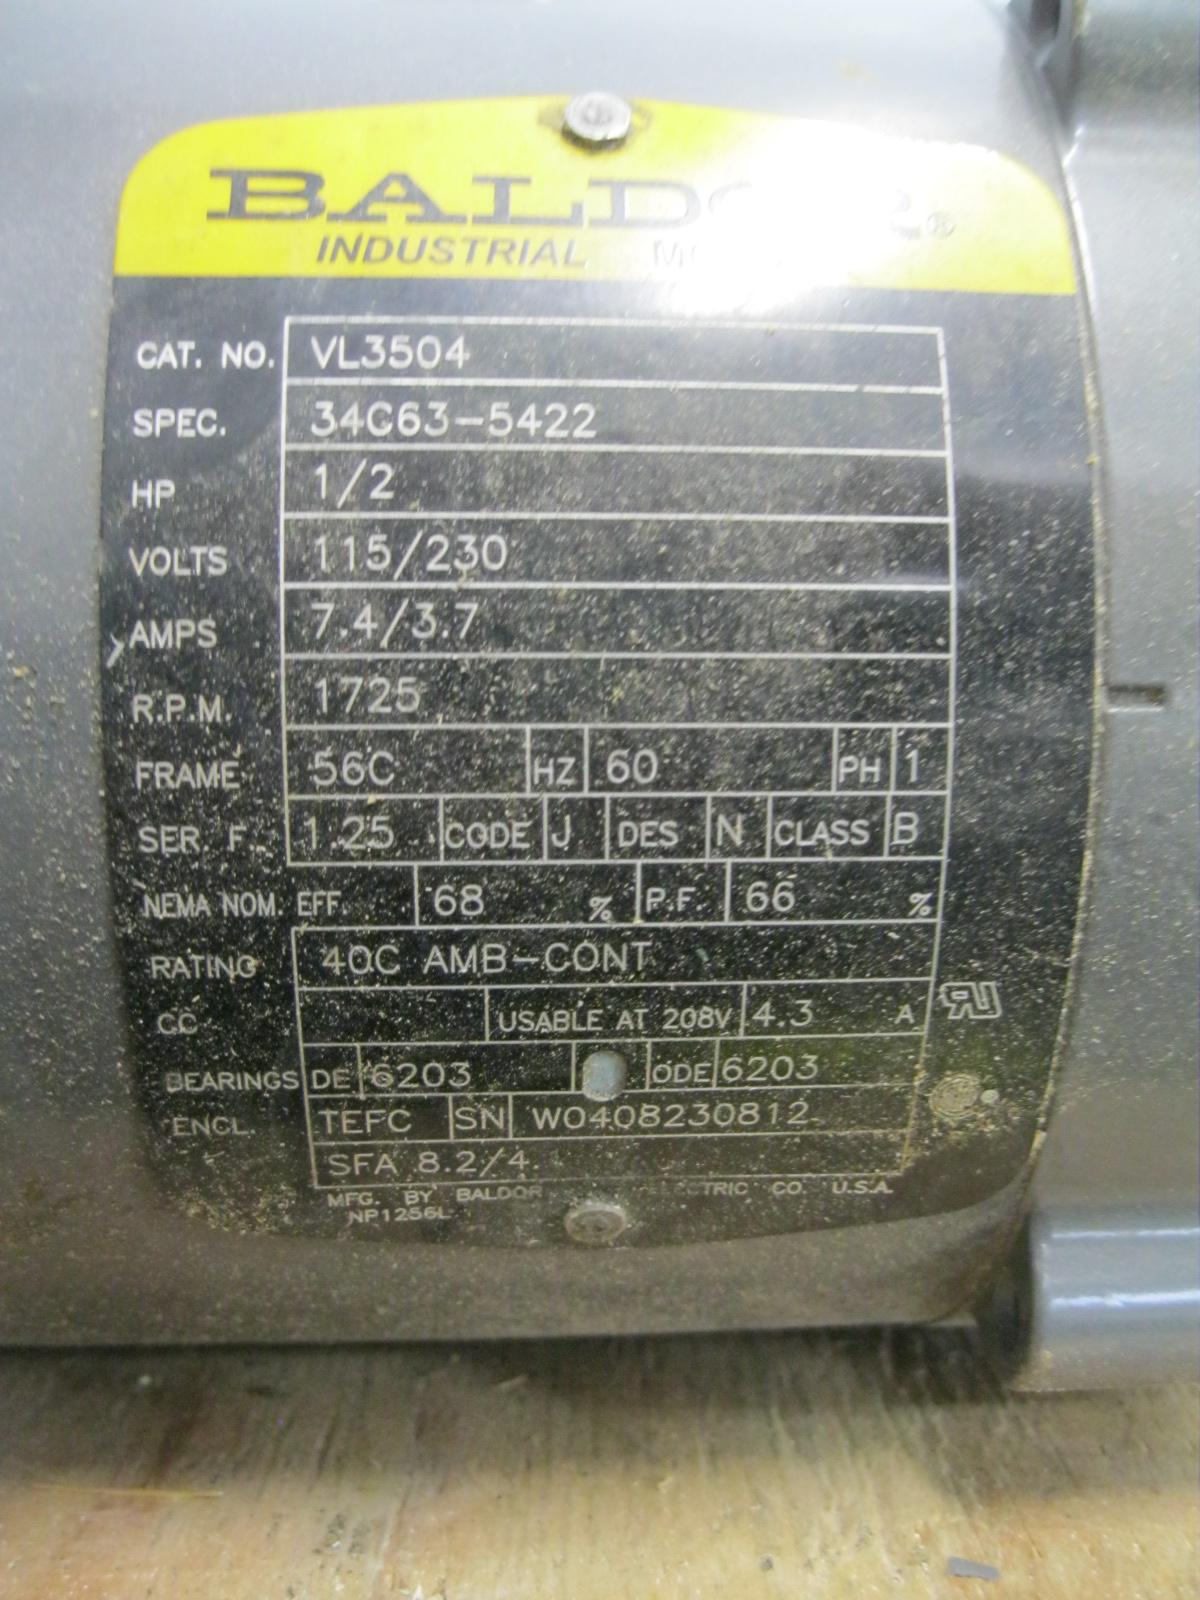 INDUSTRIAL
CAT. NO. VL3504
SPEC. 34C63-5422
HP 1/2
VOLTS 115/230
AMPS 7.4/3.7
R.P.M. 1725
FRAME 56C HZ 60 PH 1
SER. F. 1.25 CODE J DES N CLASS B
NEMA NOM. EFF. 68 % P.F. 66 %
RATING 40C AMB-CONT
CC USABLE AT 208V 4.3 A
BEARINGS DE 6203 ODE 6203
ENCL. TEFC SN W0408230812
SFA 8.2/4.
MFG. BY BALDOR ELECTRIC CO. U.S.A.
NP1256L